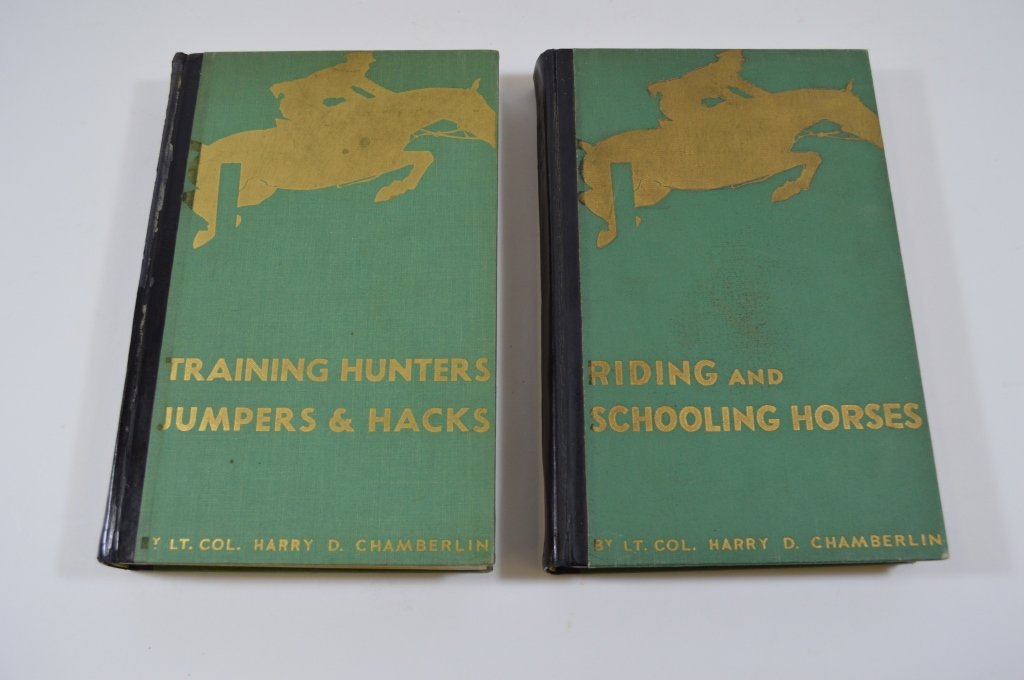 TRAINING HUNTERS
JUMPERS & HACKS
BY LT. COL. HARRY D. CHAMBERLIN
RIDING AND
SCHOOLING HORSES
BY LT. COL. HARRY D. CHAMBERLIN